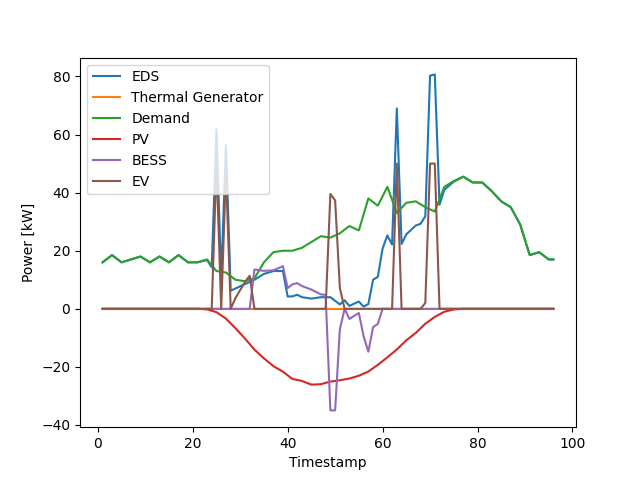 EDS
Thermal Generator
Demand
PV
BESS
EV
Power [kW]
80
60
40
20
0
−20
−40
0 20 40 60 80 100
Timestamp